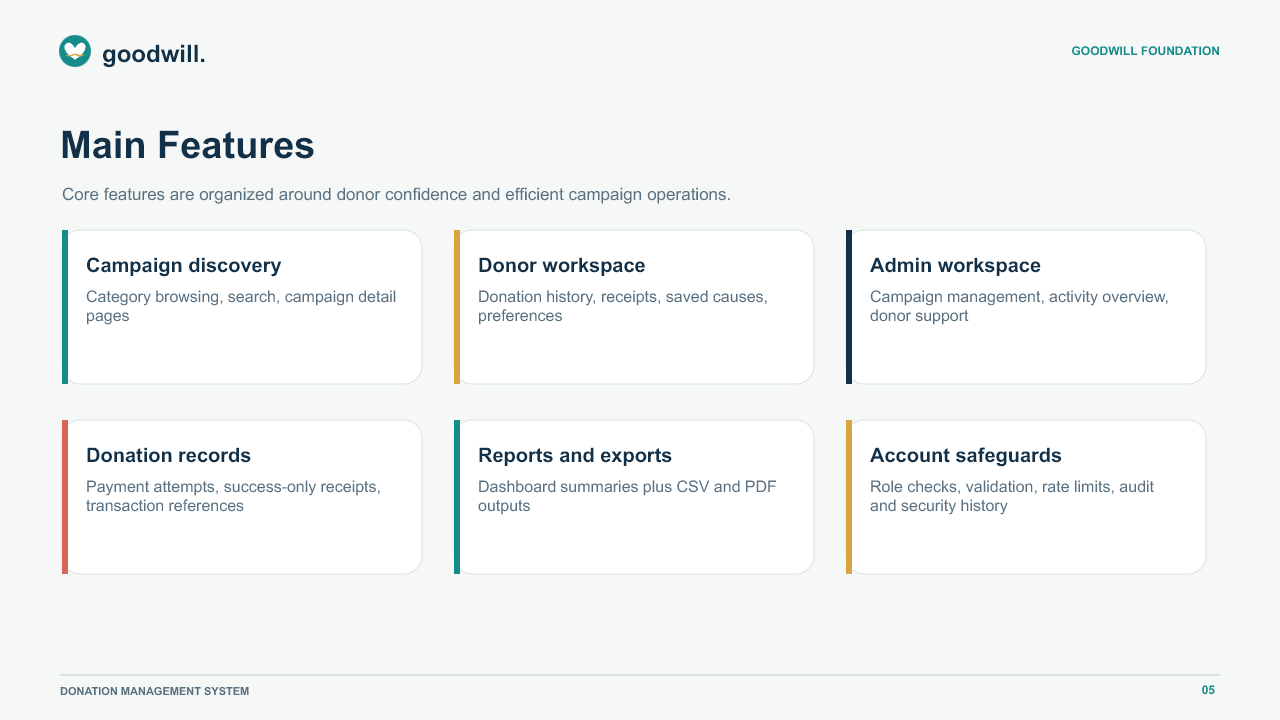 goodwill.
GOODWILL FOUNDATION
Main Features
Core features are organized around donor confidence and efficient campaign operations.
Campaign discovery
Category browsing, search, campaign detail
pages
Donor workspace
Donation history, receipts, saved causes,
preferences
Admin workspace
Campaign management, activity overview,
donor support
Donation records
Payment attempts, success-only receipts,
transaction references
Reports and exports
Dashboard summaries plus CSV and PDF
outputs
Account safeguards
Role checks, validation, rate limits, audit
and security history
DONATION MANAGEMENT SYSTEM
05